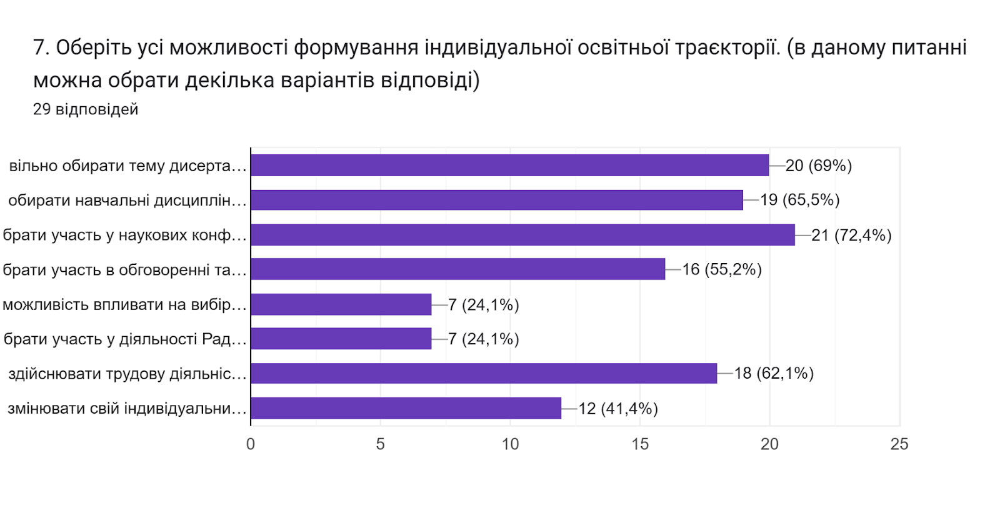 7. Оберіть усі можливості формування індивідуальної освітньої траєкторії. (в даному питанні
можна обрати декілька варіантів відповіді)
29 відповідей
вільно обирати тему дисерта… 20 (69%)
обирати навчальні дисциплін… 19 (65,5%)
брати участь у наукових конф… 21 (72,4%)
брати участь в обговоренні та… 16 (55,2%)
можливість впливати на вибір… 7 (24,1%)
брати участь у діяльності Рад… 7 (24,1%)
здійснювати трудову діяльніс… 18 (62,1%)
змінювати свій індивідуальни… 12 (41,4%)
0 5 10 15 20 25